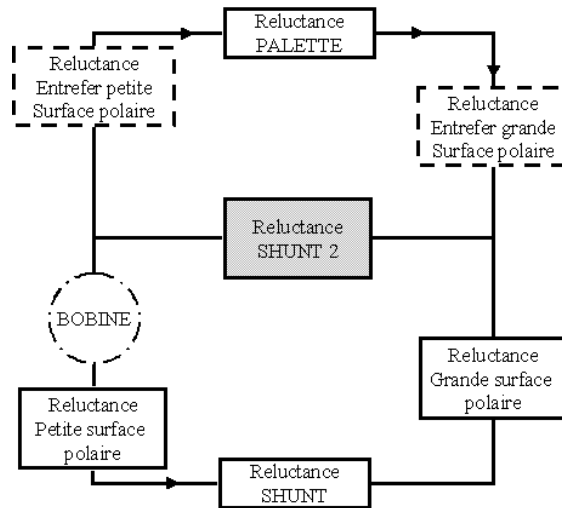 Reluctance
PALETTE
Reluctance
Entrefer petite
Surface polaire
Reluctance
Entrefer grande
Surface polaire
Reluctance
SHUNT 2
BOBINE
Reluctance
Grande surface
polaire
Reluctance
Petite surface
polaire
Reluctance
SHUNT